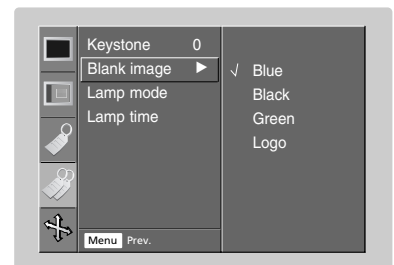 Keystone 0
Blank image ▶
Lamp mode
Lamp time
√ Blue
Black
Green
Logo
Menu Prev.